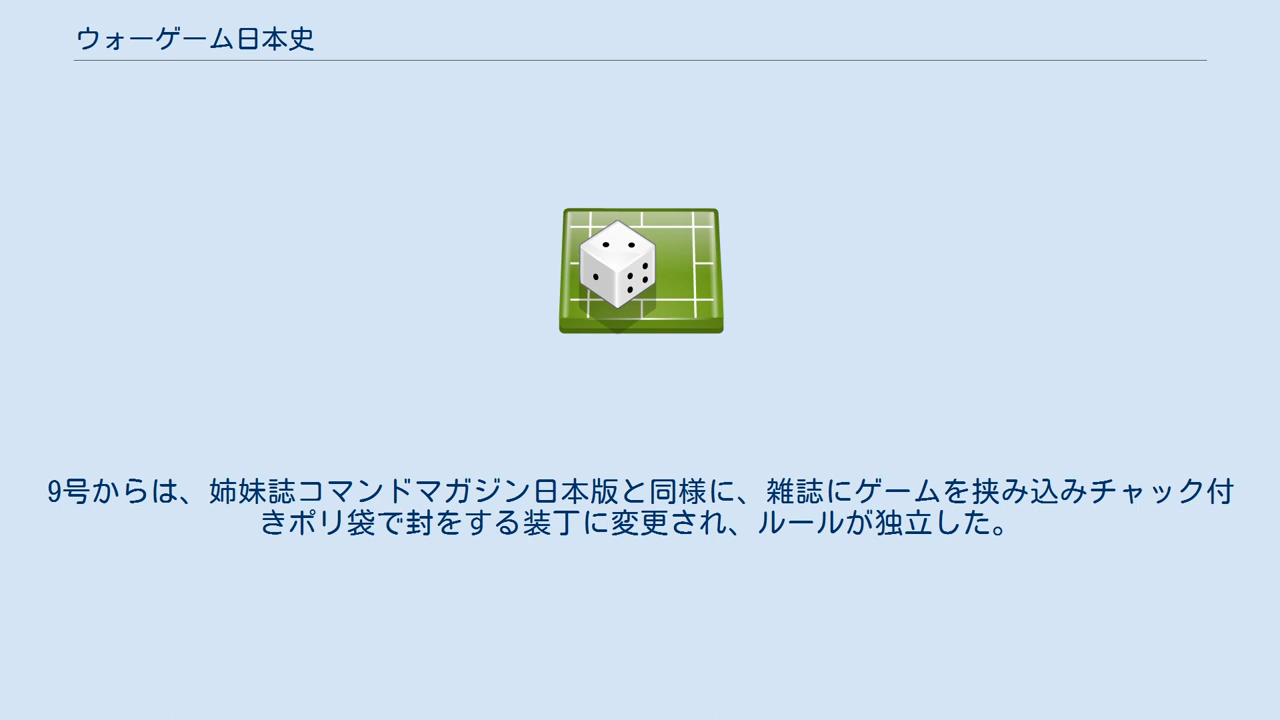 ウォーゲーム日本史
9号からは、姉妹誌コマンドマガジン日本版と同様に、雑誌にゲームを挟み込みチャック付
きポリ袋で封をする装丁に変更され、ルールが独立した。